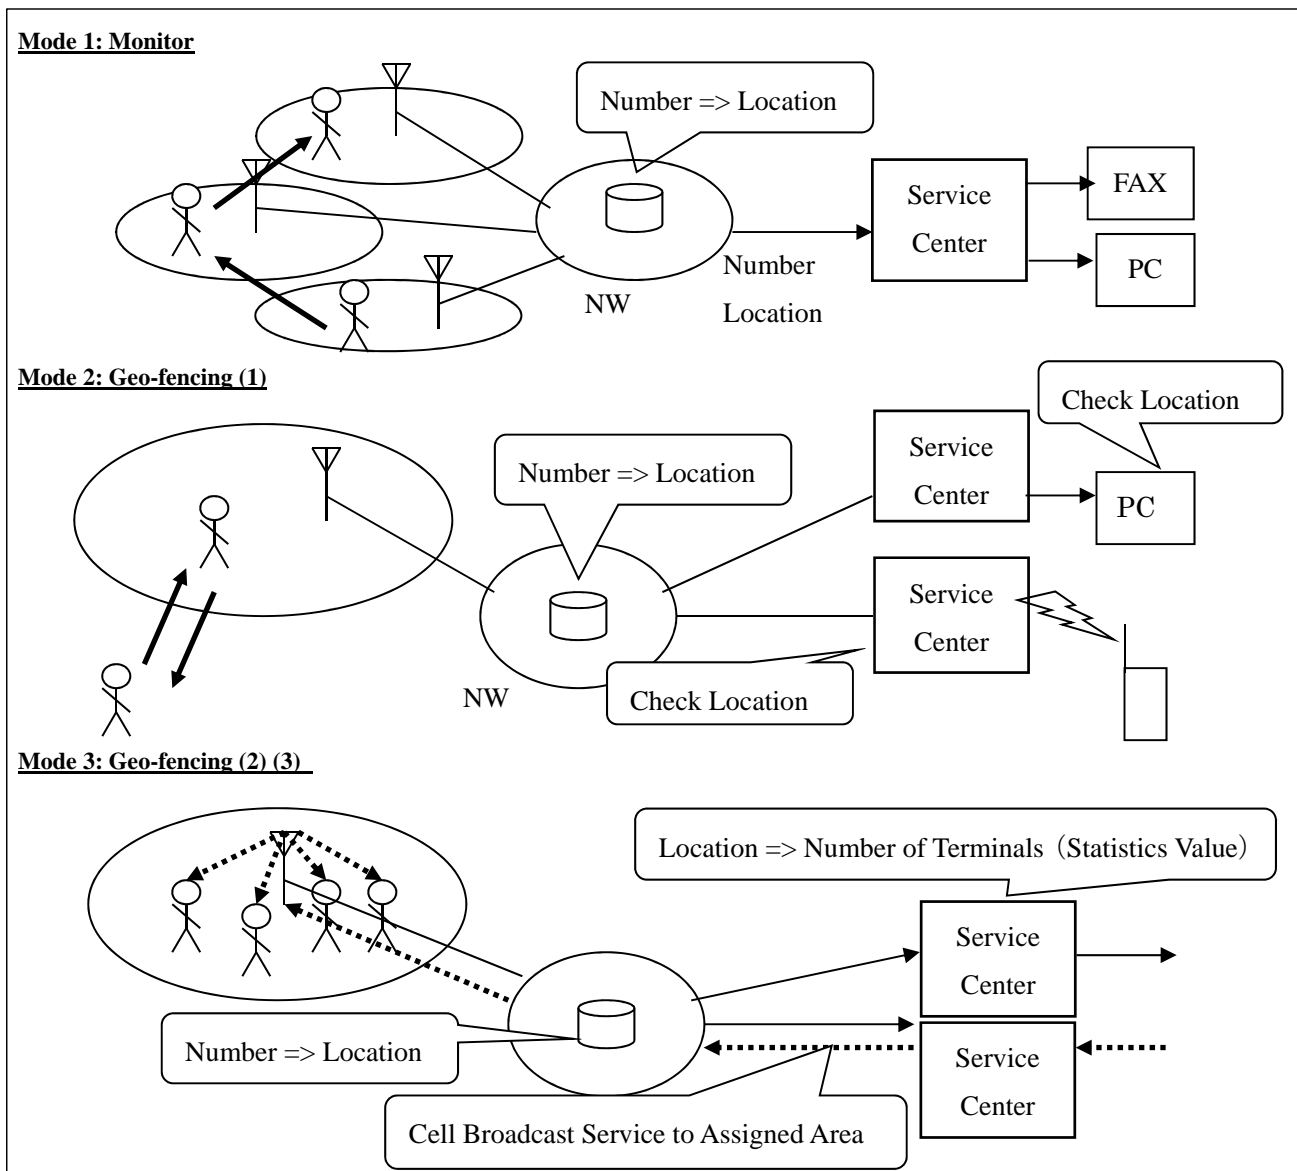 Mode 1: Monitor
Number => Location
FAX
Service
Center
PC
Number
Location
NW
Mode 2: Geo-fencing (1)
Check Location
Number => Location
Service
Center
PC
Service
Center
Check Location
NW
Mode 3: Geo-fencing (2) (3)
Location => Number of Terminals（Statistics Value）
Service
Center
Number => Location
Service
Center
Cell Broadcast Service to Assigned Area